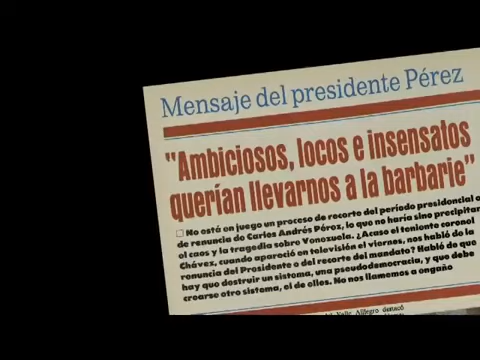 Mensaje del presidente Pérez
"Ambiciosos, locos e insensatos
querían llevarnos a la barbarie"
No está en juego un proceso de recorte del período presidencial o
de renuncia de Carlos Andrés Pérez, lo que no haría sino precipitar
el caos y la tragedia sobre Venezuela. ¿Acaso el teniente coronel
Chávez, cuando apareció en televisión el viernes, nos habló de la
renuncia del Presidente o del recorte del mandato? Habló de que
hay que destruir un sistema, una pseudodemocracia, y que debe
crearse otro sistema, el de ellos. No nos llamemos a engaño
Valle Allegro destacó